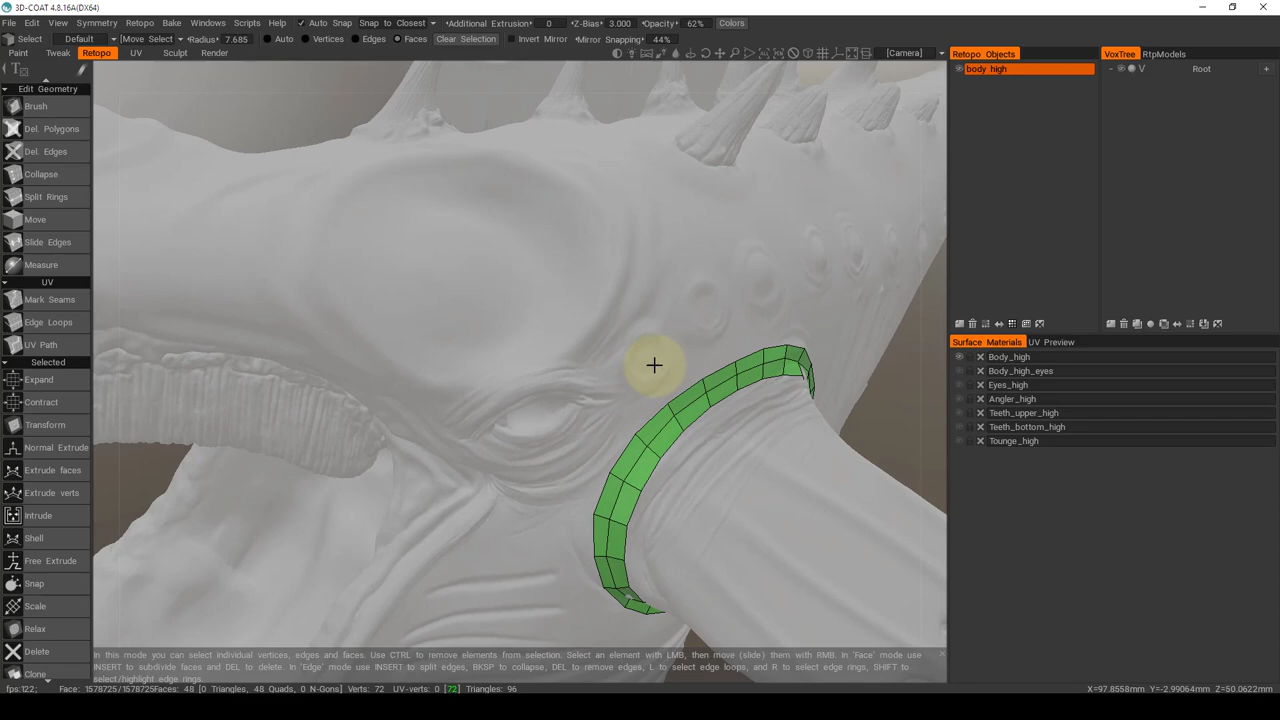 3D-COAT 4.8.16A(DX64)
File Edit View Symmetry Retopo Bake Windows Scripts Help Auto Snap Snap to Closest Additional Extrusion 0 Z-Bias 3.000 Opacity 62% Colors
Select Default [Move Select] Radius 7.685 Auto Vertices Edges Faces Clear Selection Invert Mirror Mirror Snapping 44%
Paint Tweak Retopo UV Sculpt Render [Camera]
Retopo Objects
VoxTree RtpModels
body high
V Root +
Edit Geometry
Brush
Del. Polygons
Del. Edges
Collapse
Split Rings
Move
Slide Edges
Measure
UV
Mark Seams
Edge Loops
UV Path
Selected
Expand
Contract
Transform
Normal Extrude
Extrude faces
Extrude verts
Intrude
Shell
Free Extrude
Snap
Scale
Relax
Delete
Clone
Surface Materials UV Preview
Body_high
Body_high_eyes
Eyes_high
Angler_high
Teeth_upper_high
Teeth_bottom_high
Tounge_high
In this mode you can select individual vertices, edges and faces. Use CTRL to remove elements from selection. Select an element with LMB, then move (slide) them with RMB. In 'Face' mode use
INSERT to subdivide faces and DEL to delete. In 'Edge' mode use INSERT to split edges, BKSP to collapse, DEL to remove edges, L to select edge loops, and R to select edge rings, SHIFT to
select/highlight edge rings.
fps:122; Face: 1578725/1578725Faces: 48 [0 Triangles, 48 Quads, 0 N-Gons] Verts: 72 UV-verts: 0 [72] Triangles: 96 X=97.8558mm Y=-2.99064mm Z=50.0622mm